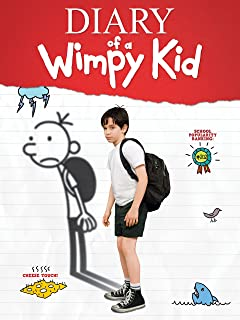 DIARY
of a
Wimpy Kid
SCHOOL
POPULARITY
RANKING:
CHEESE TOUCH!